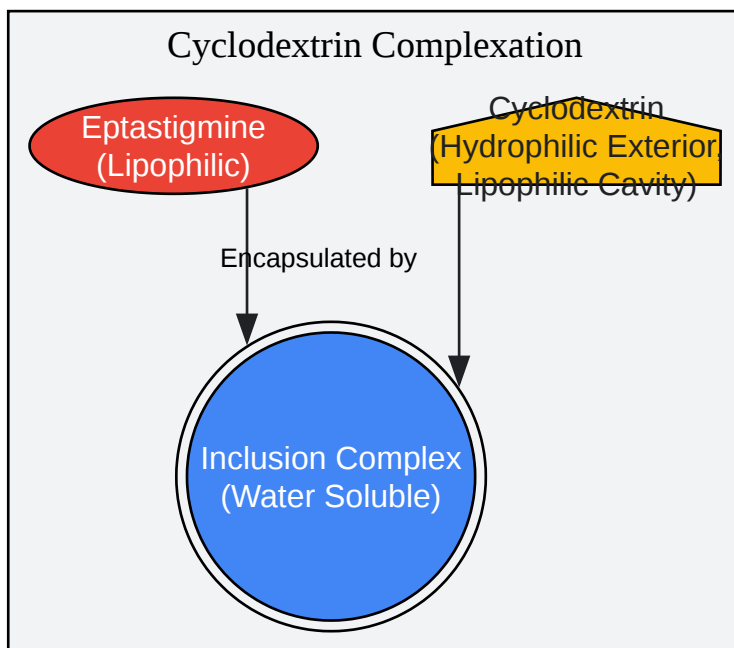 Cyclodextrin Complexation
Eptastigmine
(Lipophilic)
Cyclodextrin
(Hydrophilic Exterior,
Lipophilic Cavity)
Encapsulated by
Inclusion Complex
(Water Soluble)